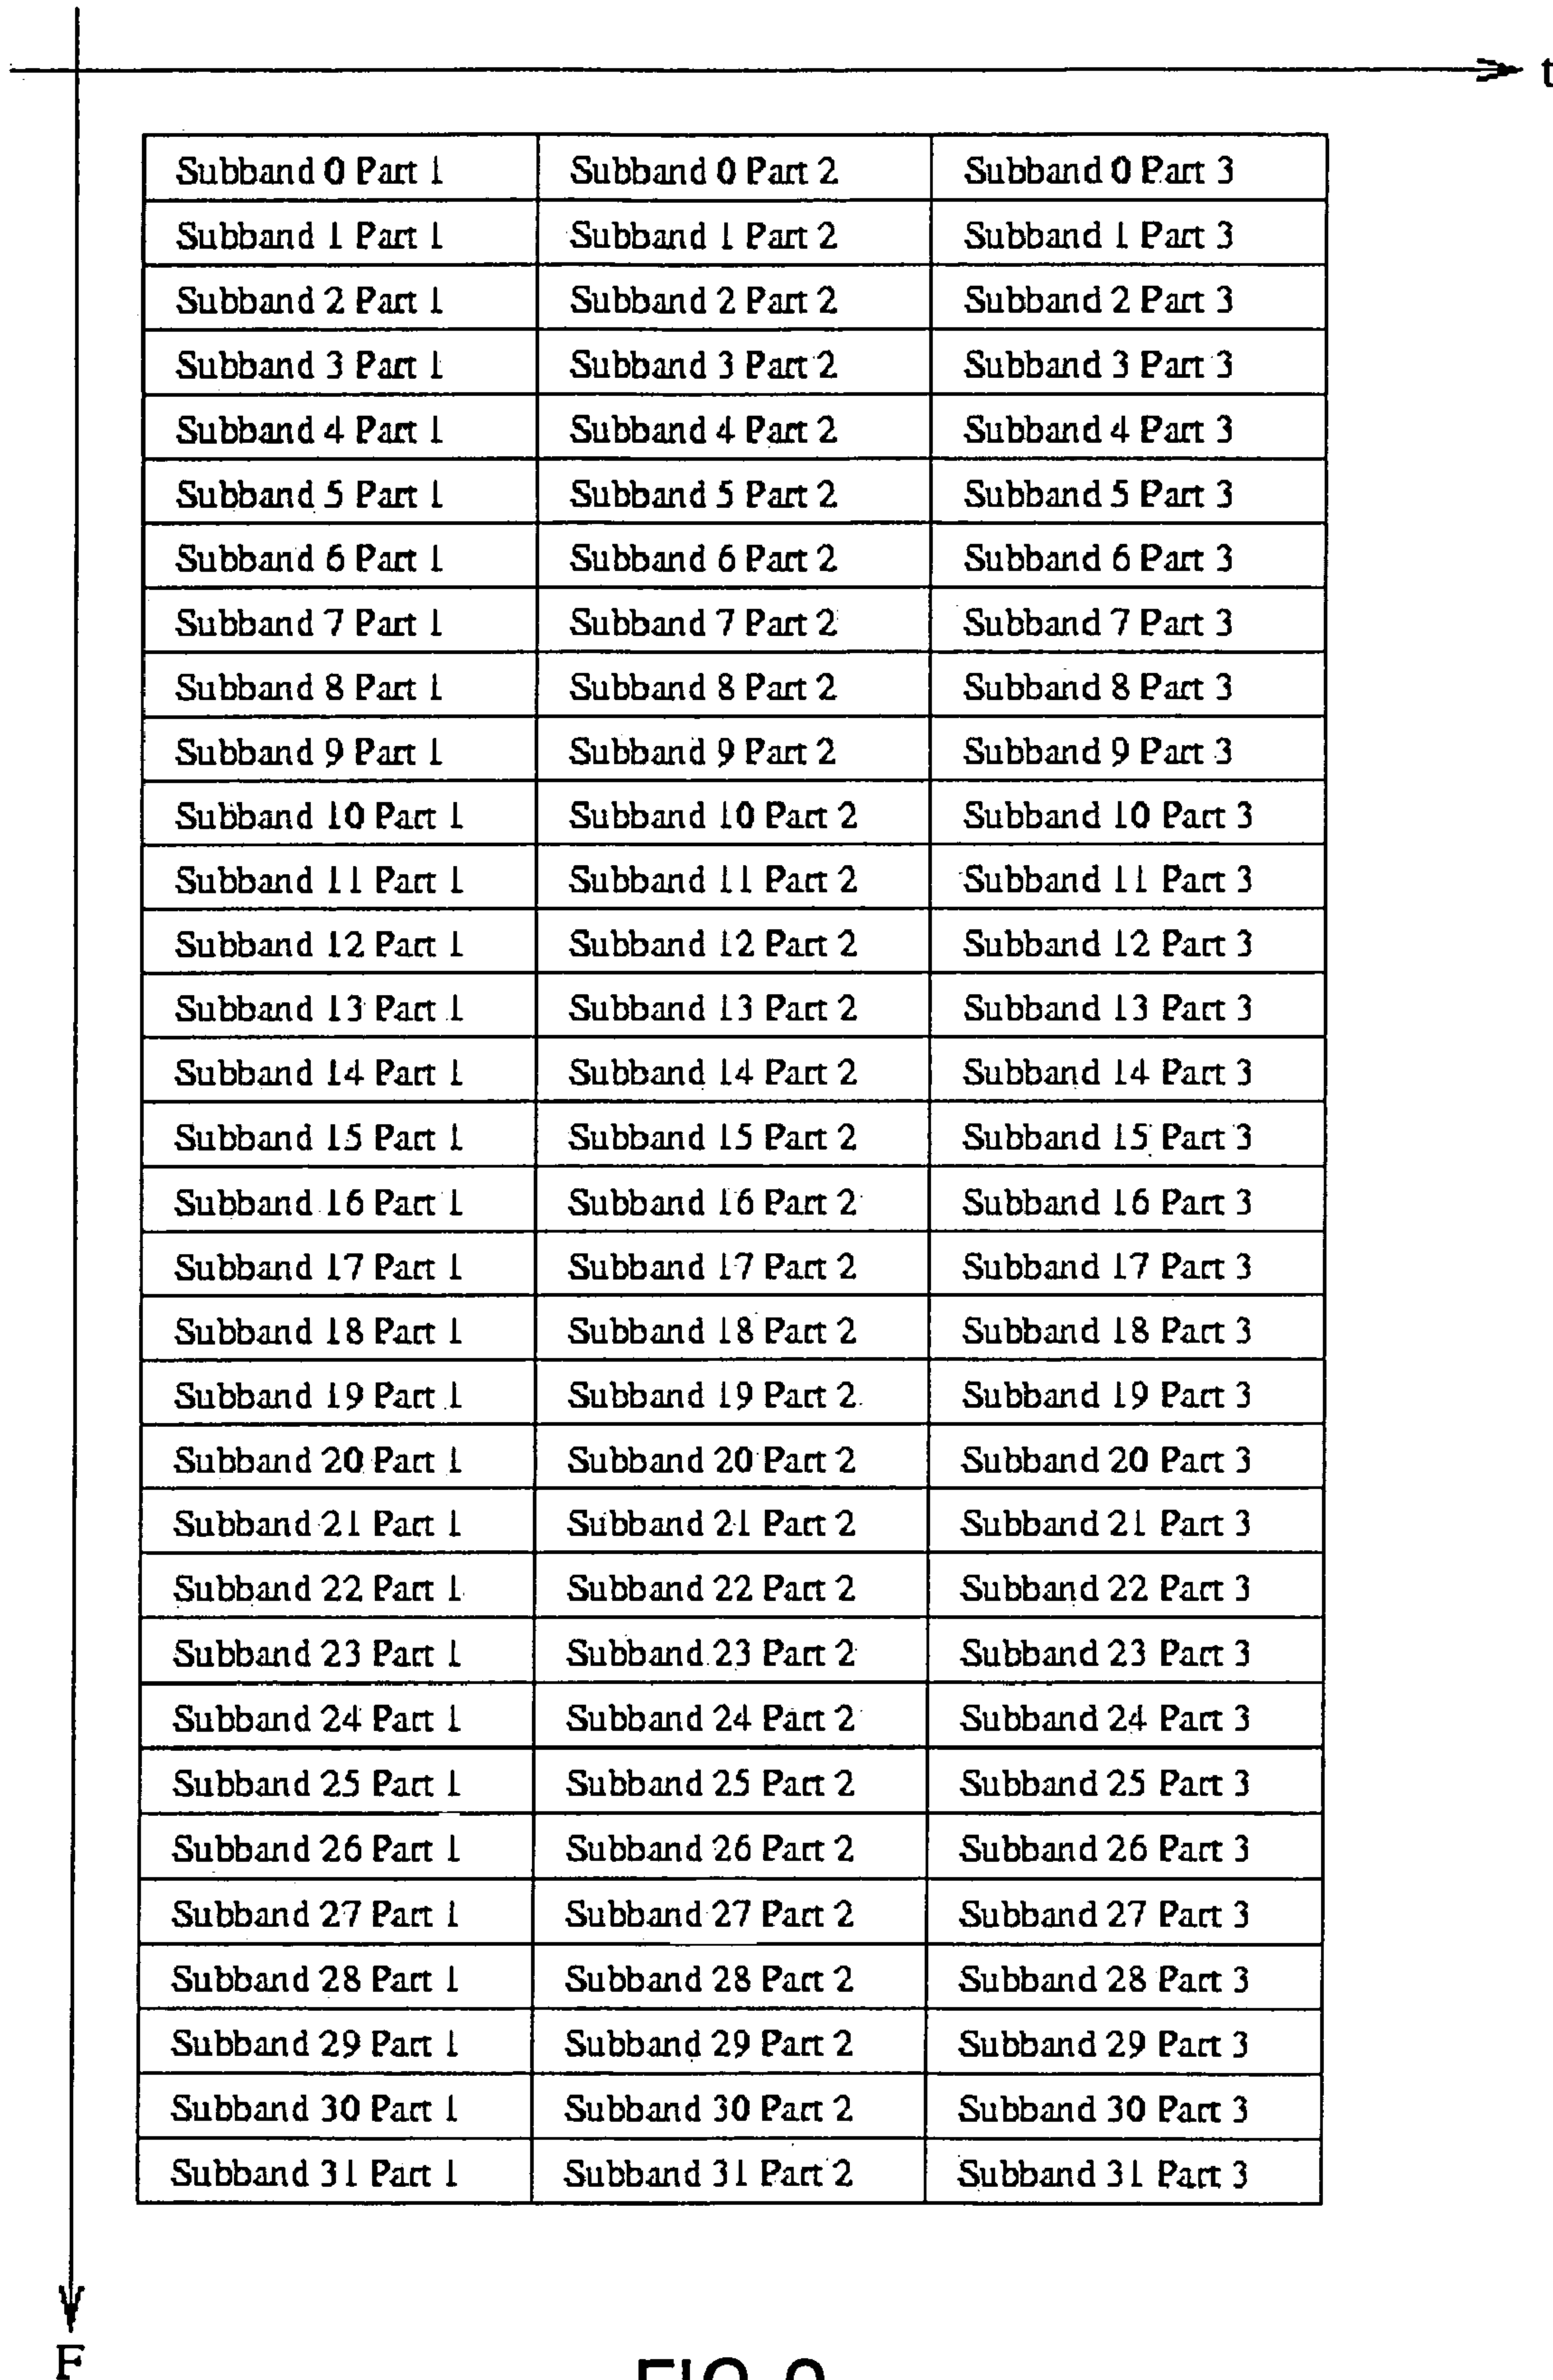 t
Subband 0 Part 1 Subband 0 Part 2 Subband 0 Part 3
Subband 1 Part 1 Subband 1 Part 2 Subband 1 Part 3
Subband 2 Part 1 Subband 2 Part 2 Subband 2 Part 3
Subband 3 Part 1 Subband 3 Part 2 Subband 3 Part 3
Subband 4 Part 1 Subband 4 Part 2 Subband 4 Part 3
Subband 5 Part 1 Subband 5 Part 2 Subband 5 Part 3
Subband 6 Part 1 Subband 6 Part 2 Subband 6 Part 3
Subband 7 Part 1 Subband 7 Part 2 Subband 7 Part 3
Subband 8 Part 1 Subband 8 Part 2 Subband 8 Part 3
Subband 9 Part 1 Subband 9 Part 2 Subband 9 Part 3
Subband 10 Part 1 Subband 10 Part 2 Subband 10 Part 3
Subband 11 Part 1 Subband 11 Part 2 Subband 11 Part 3
Subband 12 Part 1 Subband 12 Part 2 Subband 12 Part 3
Subband 13 Part 1 Subband 13 Part 2 Subband 13 Part 3
Subband 14 Part 1 Subband 14 Part 2 Subband 14 Part 3
Subband 15 Part 1 Subband 15 Part 2 Subband 15 Part 3
Subband 16 Part 1 Subband 16 Part 2 Subband 16 Part 3
Subband 17 Part 1 Subband 17 Part 2 Subband 17 Part 3
Subband 18 Part 1 Subband 18 Part 2 Subband 18 Part 3
Subband 19 Part 1 Subband 19 Part 2 Subband 19 Part 3
Subband 20 Part 1 Subband 20 Part 2 Subband 20 Part 3
Subband 21 Part 1 Subband 21 Part 2 Subband 21 Part 3
Subband 22 Part 1 Subband 22 Part 2 Subband 22 Part 3
Subband 23 Part 1 Subband 23 Part 2 Subband 23 Part 3
Subband 24 Part 1 Subband 24 Part 2 Subband 24 Part 3
Subband 25 Part 1 Subband 25 Part 2 Subband 25 Part 3
Subband 26 Part 1 Subband 26 Part 2 Subband 26 Part 3
Subband 27 Part 1 Subband 27 Part 2 Subband 27 Part 3
Subband 28 Part 1 Subband 28 Part 2 Subband 28 Part 3
Subband 29 Part 1 Subband 29 Part 2 Subband 29 Part 3
Subband 30 Part 1 Subband 30 Part 2 Subband 30 Part 3
Subband 31 Part 1 Subband 31 Part 2 Subband 31 Part 3
F